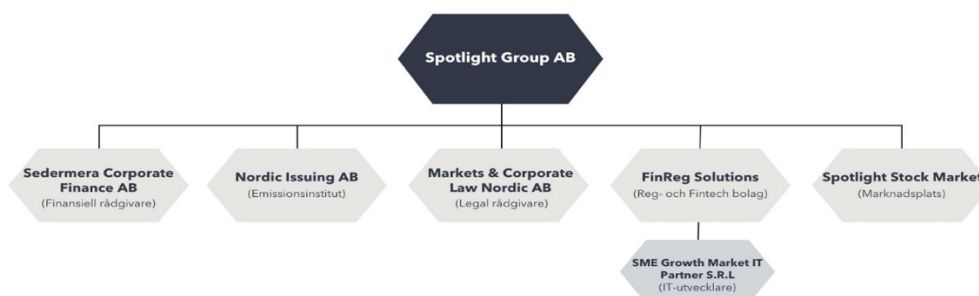 Spotlight Group AB
Sedermera Corporate
Finance AB
(Finansiell rådgivare)
Nordic Issuing AB
(Emissionsinstitut)
Markets & Corporate
Law Nordic AB
(Legal rådgivare)
FinReg Solutions
(Reg- och Fintech bolag)
Spotlight Stock Market
(Marknadsplats)
SME Growth Market IT
Partner S.R.L
(IT-utvecklare)